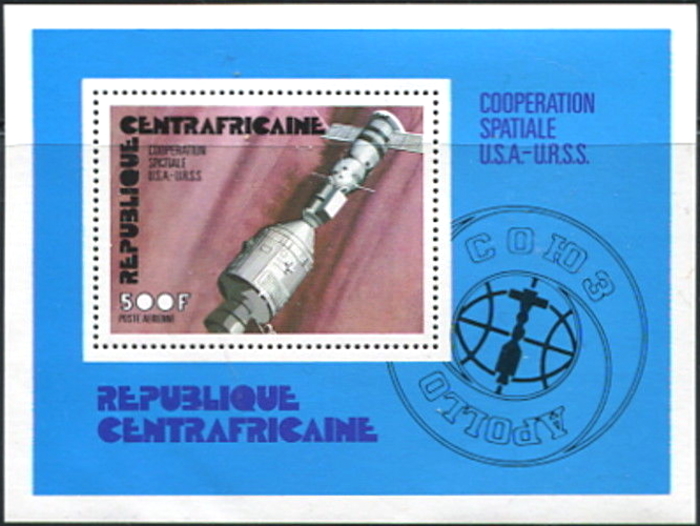 REPUBLIQUE
CENTRAFRICAINE
COOPERATION
SPATIALE
U.S.A.-U.R.S.S
500F
POSTE AERIENNE
COOPERATION
SPATIALE
U.S.A.-U.R.S.S.
СОЮЗ
APOLLO
REPUBLIQUE
CENTRAFRICAINE